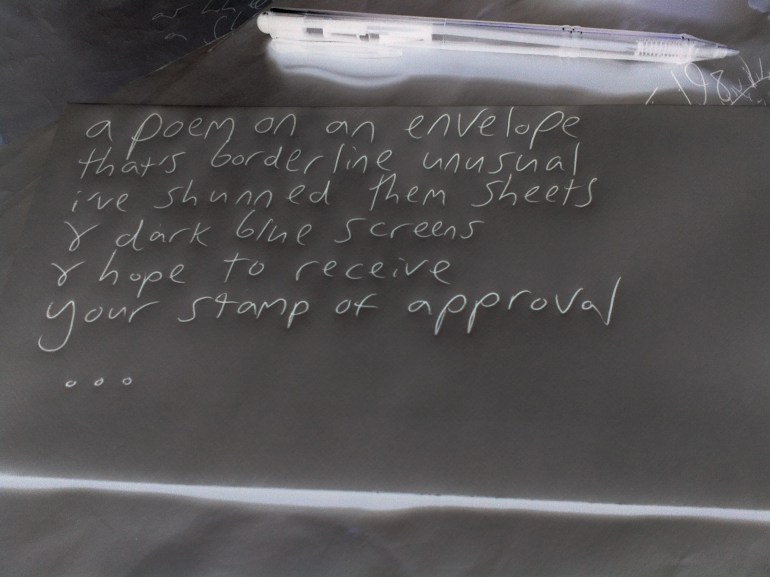 a poem on an envelope
that's borderline unusual
i've shunned them sheets
& dark blue screens
& hope to receive
your stamp of approval
...